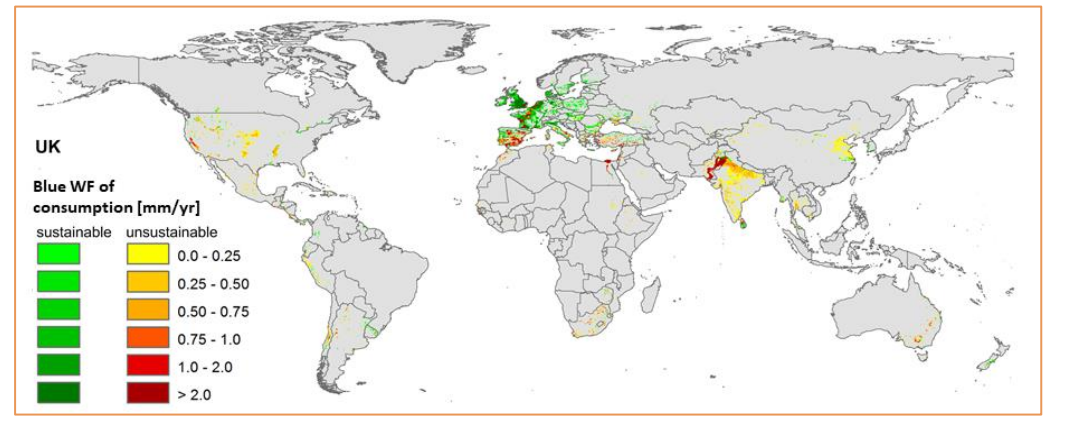 UK
Blue WF of
consumption [mm/yr]
sustainable unsustainable
0.0 - 0.25
0.25 - 0.50
0.50 - 0.75
0.75 - 1.0
1.0 - 2.0
> 2.0